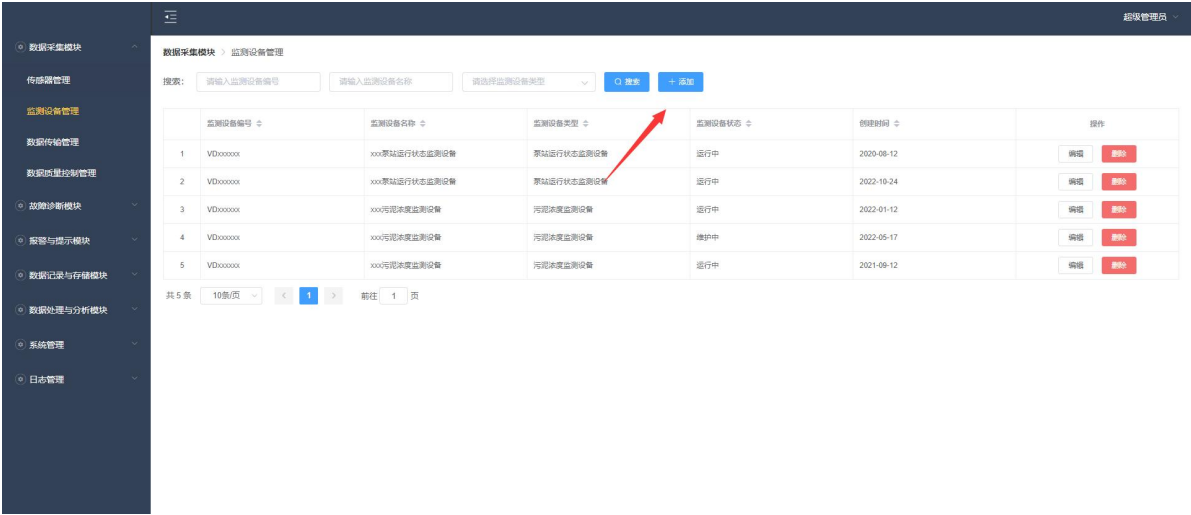 超级管理员
数据采集模块
传感器管理
监测设备管理
数据传输管理
数据质量控制管理
故障诊断模块
报警与提示模块
数据记录与存储模块
数据处理与分析模块
系统管理
日志管理
数据采集模块 > 监测设备管理
搜索： 请输入监测设备编号 请输入监测设备名称 请选择监测设备类型 搜索 + 添加
监测设备编号 监测设备名称 监测设备类型 监测设备状态 创建时间 操作
1 VDxxxxxx xxx泵站运行状态监测设备 泵站运行状态监测设备 运行中 2020-08-12 编辑 删除
2 VDxxxxxx xxx泵站运行状态监测设备 泵站运行状态监测设备 运行中 2022-10-24 编辑 删除
3 VDxxxxxx xxx污泥浓度监测设备 污泥浓度监测设备 运行中 2022-01-12 编辑 删除
4 VDxxxxxx xxx污泥浓度监测设备 污泥浓度监测设备 维护中 2022-05-17 编辑 删除
5 VDxxxxxx xxx污泥浓度监测设备 污泥浓度监测设备 运行中 2021-09-12 编辑 删除
共 5 条 10条/页 < 1 > 前往 1 页